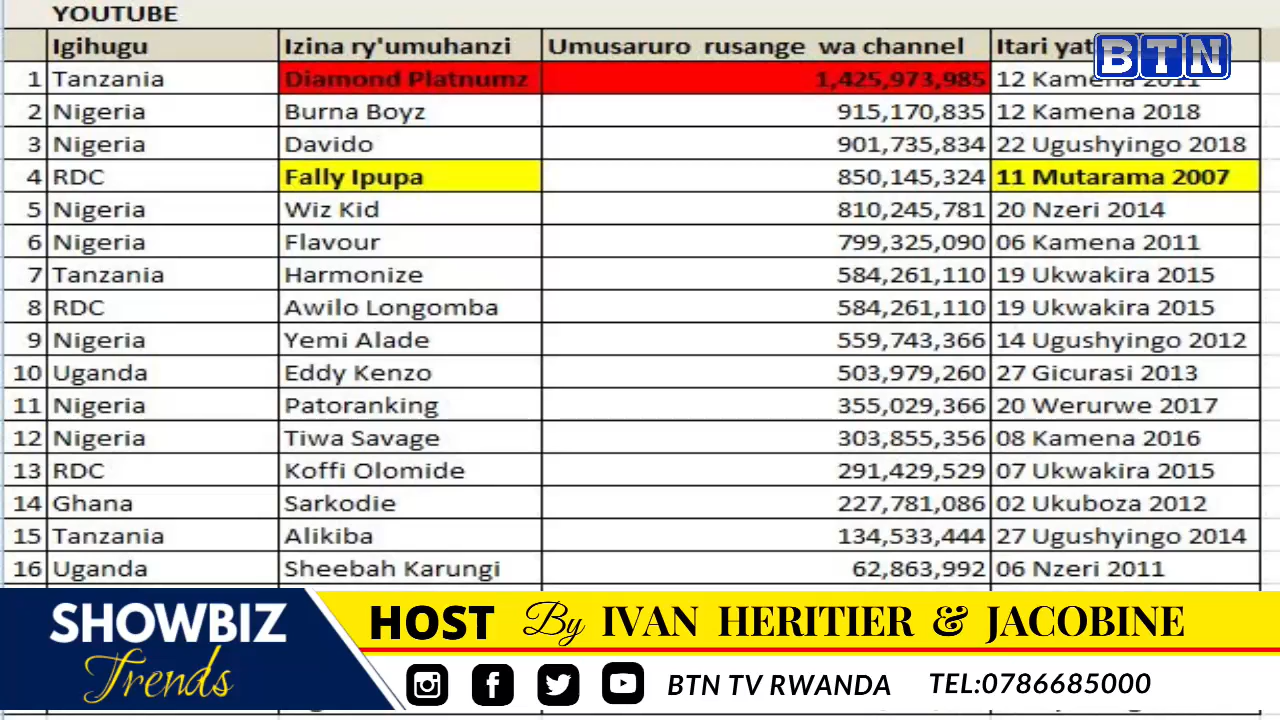 YOUTUBE
Igihugu Izina ry'umuhanzi Umusaruro rusange wa channel Itari
BTN
1 Tanzania Diamond Platnumz 1,425,973,985 12 Kamena 2011
2 Nigeria Burna Boyz 915,170,835 12 Kamena 2018
3 Nigeria Davido 901,735,834 22 Ugushyingo 2018
4 RDC Fally Ipupa 850,145,324 11 Mutarama 2007
5 Nigeria Wiz Kid 810,245,781 20 Nzeri 2014
6 Nigeria Flavour 799,325,090 06 Kamena 2011
7 Tanzania Harmonize 584,261,110 19 Ukwakira 2015
8 RDC Awilo Longomba 584,261,110 19 Ukwakira 2015
9 Nigeria Yemi Alade 559,743,366 14 Ugushyingo 2012
10 Uganda Eddy Kenzo 503,979,260 27 Gicurasi 2013
11 Nigeria Patoranking 355,029,366 20 Werurwe 2017
12 Nigeria Tiwa Savage 303,855,356 08 Kamena 2016
13 RDC Koffi Olomide 291,429,529 07 Ukwakira 2015
14 Ghana Sarkodie 227,781,086 02 Ukuboza 2012
15 Tanzania Alikiba 134,533,444 27 Ugushyingo 2014
16 Uganda Sheebah Karungi 62,863,992 06 Nzeri 2011
SHOWBIZ Trends
HOST By IVAN HERITIER & JACOBINE
BTN TV RWANDA TEL:0786685000